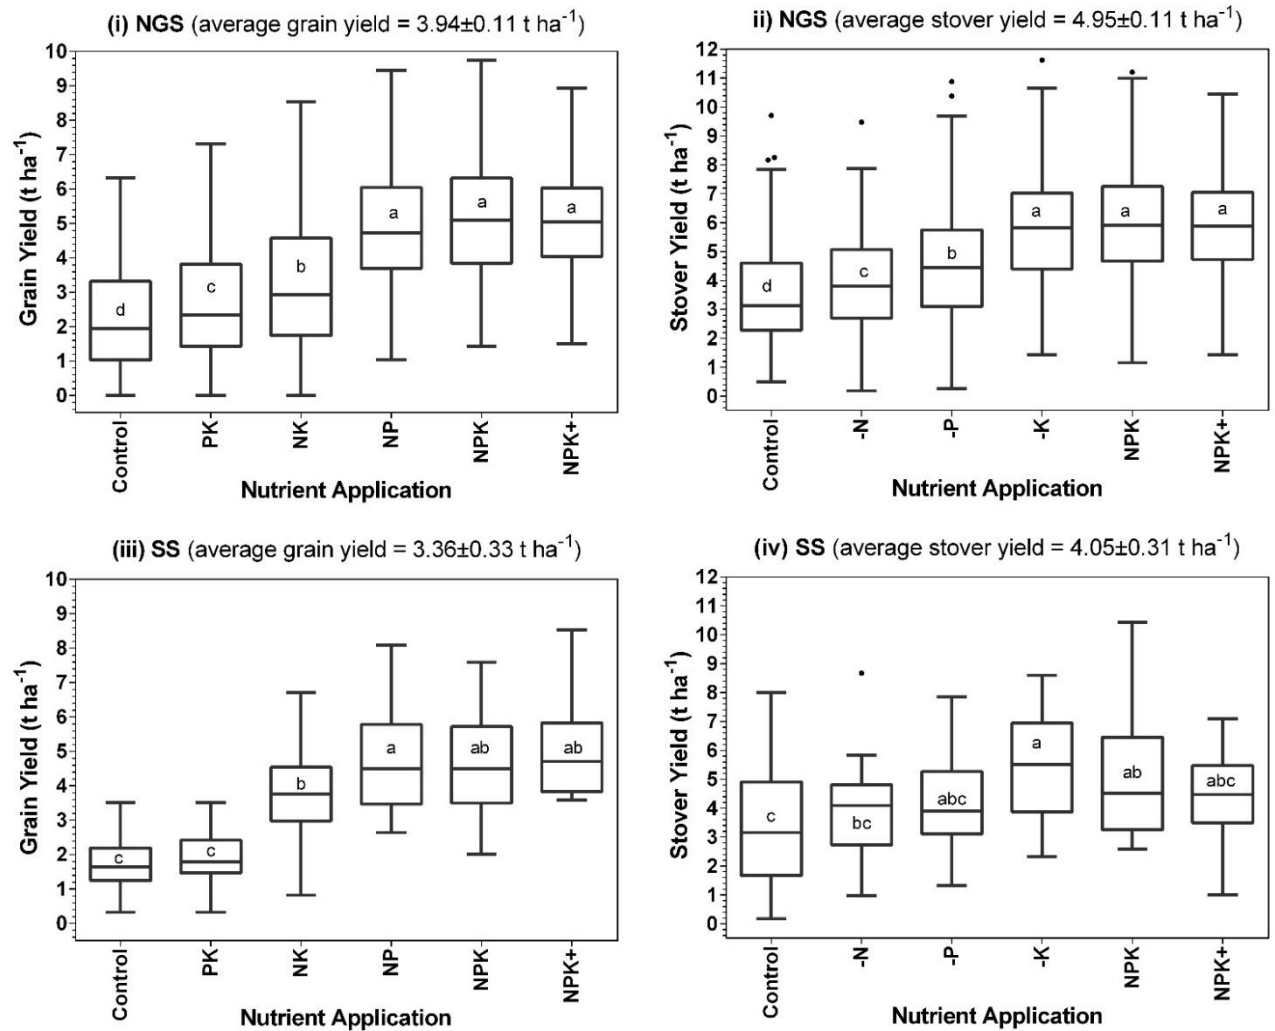 (i) NGS (average grain yield = 3.94±0.11 t ha⁻¹)
Grain Yield (t ha⁻¹)
10
9
8
7
6
5
4
3
2
1
0
d
c
b
a
a
a
Control
PK
NK
NP
NPK
NPK+
Nutrient Application
ii) NGS (average stover yield = 4.95±0.11 t ha⁻¹)
Stover Yield (t ha⁻¹)
12
11
10
9
8
7
6
5
4
3
2
1
0
d
c
b
a
a
a
Control
-N
-P
-K
NPK
NPK+
Nutrient Application
(iii) SS (average grain yield = 3.36±0.33 t ha⁻¹)
Grain Yield (t ha⁻¹)
10
9
8
7
6
5
4
3
2
1
0
c
c
b
a
ab
ab
Control
PK
NK
NP
NPK
NPK+
Nutrient Application
(iv) SS (average stover yield = 4.05±0.31 t ha⁻¹)
Stover Yield (t ha⁻¹)
12
11
10
9
8
7
6
5
4
3
2
1
0
c
bc
abc
a
ab
abc
Control
-N
-P
-K
NPK
NPK+
Nutrient Application